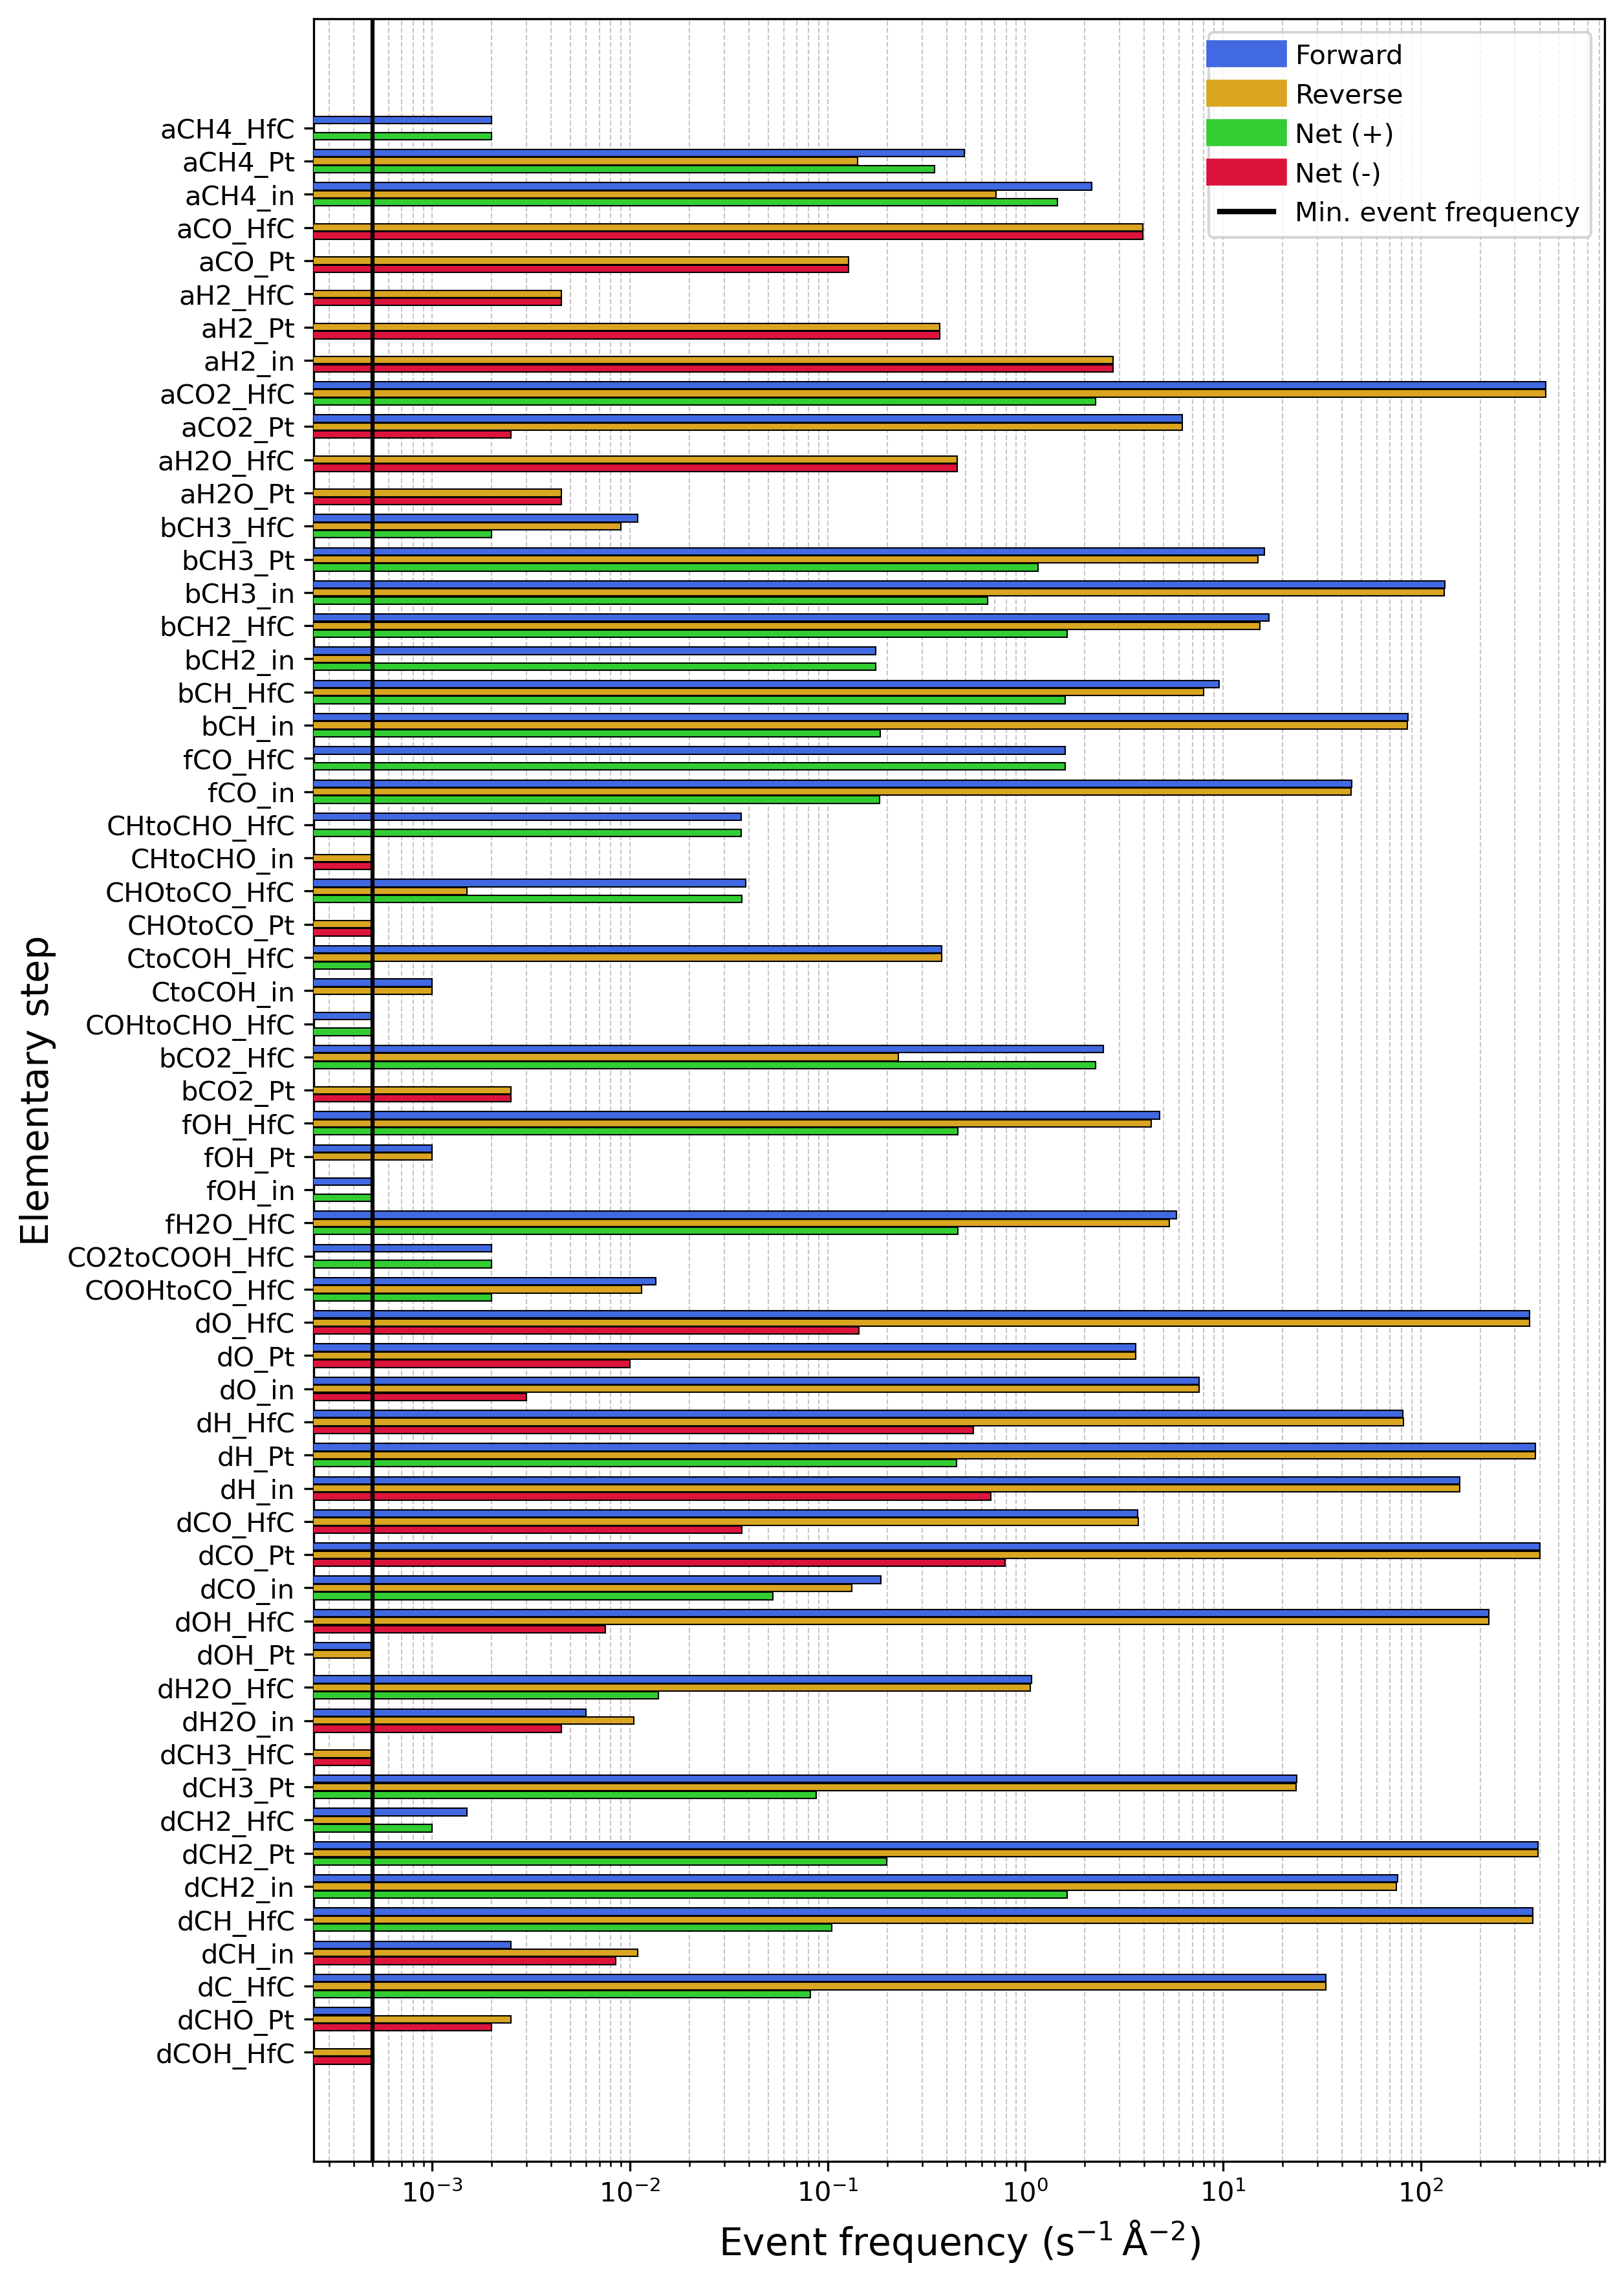 Forward
Reverse
Net (+)
Net (-)
Min. event frequency
Elementary step
aCH4_HfC
aCH4_Pt
aCH4_in
aCO_HfC
aCO_Pt
aH2_HfC
aH2_Pt
aH2_in
aCO2_HfC
aCO2_Pt
aH2O_HfC
aH2O_Pt
bCH3_HfC
bCH3_Pt
bCH3_in
bCH2_HfC
bCH2_in
bCH_HfC
bCH_in
fCO_HfC
fCO_in
CHtoCHO_HfC
CHtoCHO_in
CHOtoCO_HfC
CHOtoCO_Pt
CtoCOH_HfC
CtoCOH_in
COHtoCHO_HfC
bCO2_HfC
bCO2_Pt
fOH_HfC
fOH_Pt
fOH_in
fH2O_HfC
CO2toCOOH_HfC
COOHtoCO_HfC
dO_HfC
dO_Pt
dO_in
dH_HfC
dH_Pt
dH_in
dCO_HfC
dCO_Pt
dCO_in
dOH_HfC
dOH_Pt
dH2O_HfC
dH2O_in
dCH3_HfC
dCH3_Pt
dCH2_HfC
dCH2_Pt
dCH2_in
dCH_HfC
dCH_in
dC_HfC
dCHO_Pt
dCOH_HfC
10⁻³ 10⁻² 10⁻¹ 10⁰ 10¹ 10²
Event frequency (s⁻¹ Å⁻²)